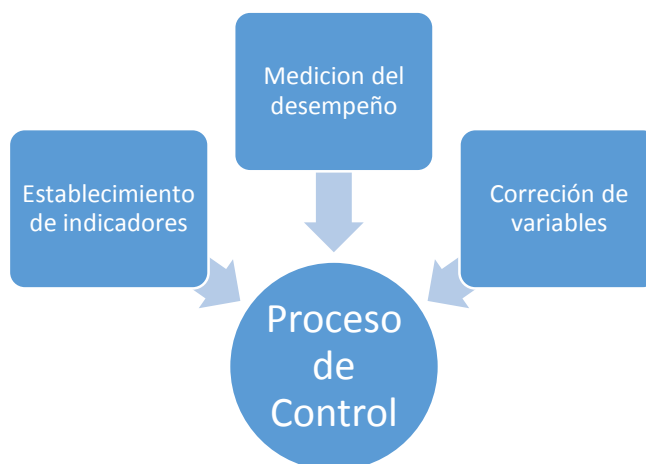 Medicion del
desempeño
Establecimiento
de indicadores
Correción de
variables
Proceso
de
Control